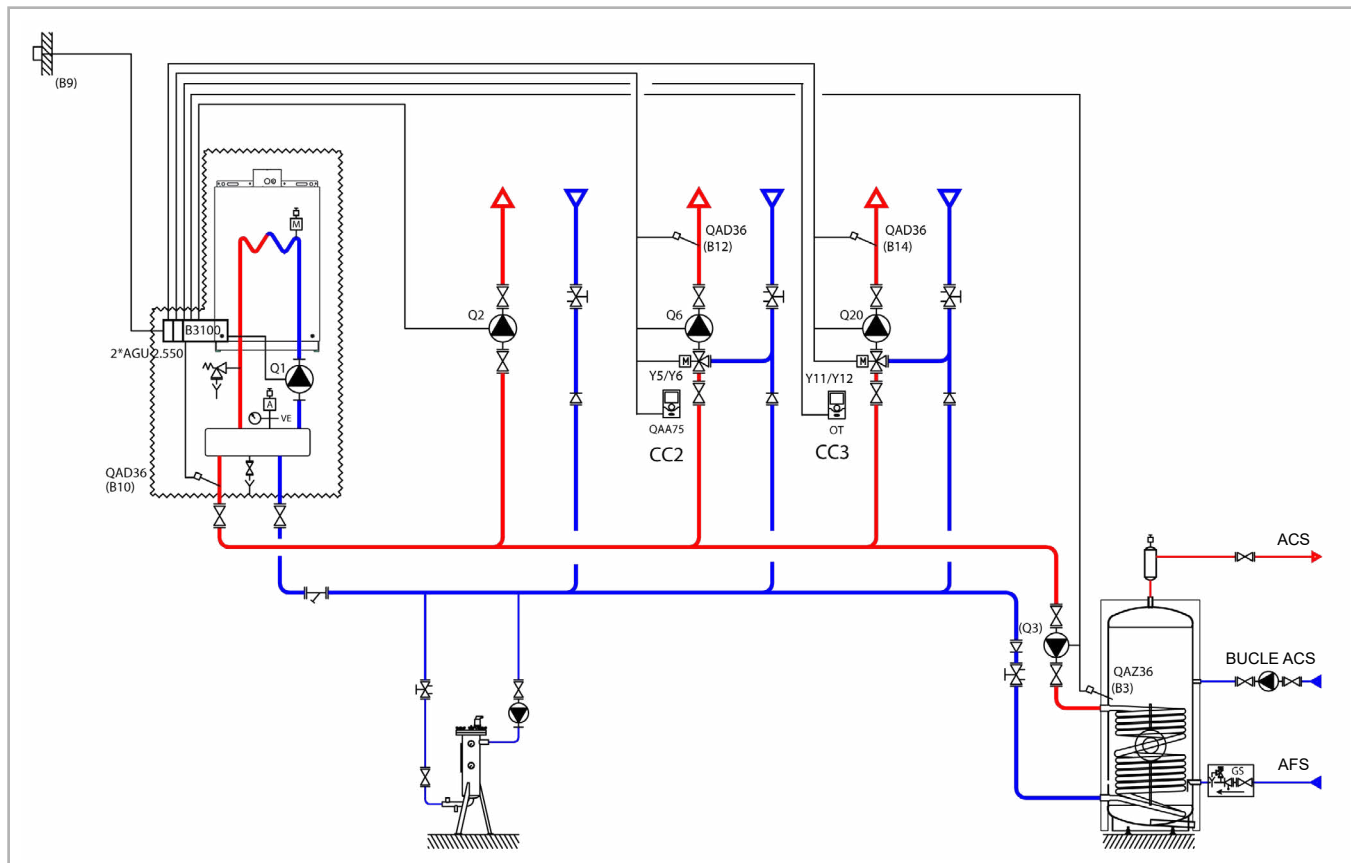 (B9)
B3100
2*AGU 2.550
M
Q1
A
VE
QAD36
(B10)
Q2
QAD36
(B12)
Q6
M
Y5/Y6
QAA75
CC2
QAD36
(B14)
Q20
M
Y11/Y12
OT
CC3
ACS
(Q3)
QAZ36
(B3)
BUCLE ACS
GS
AFS